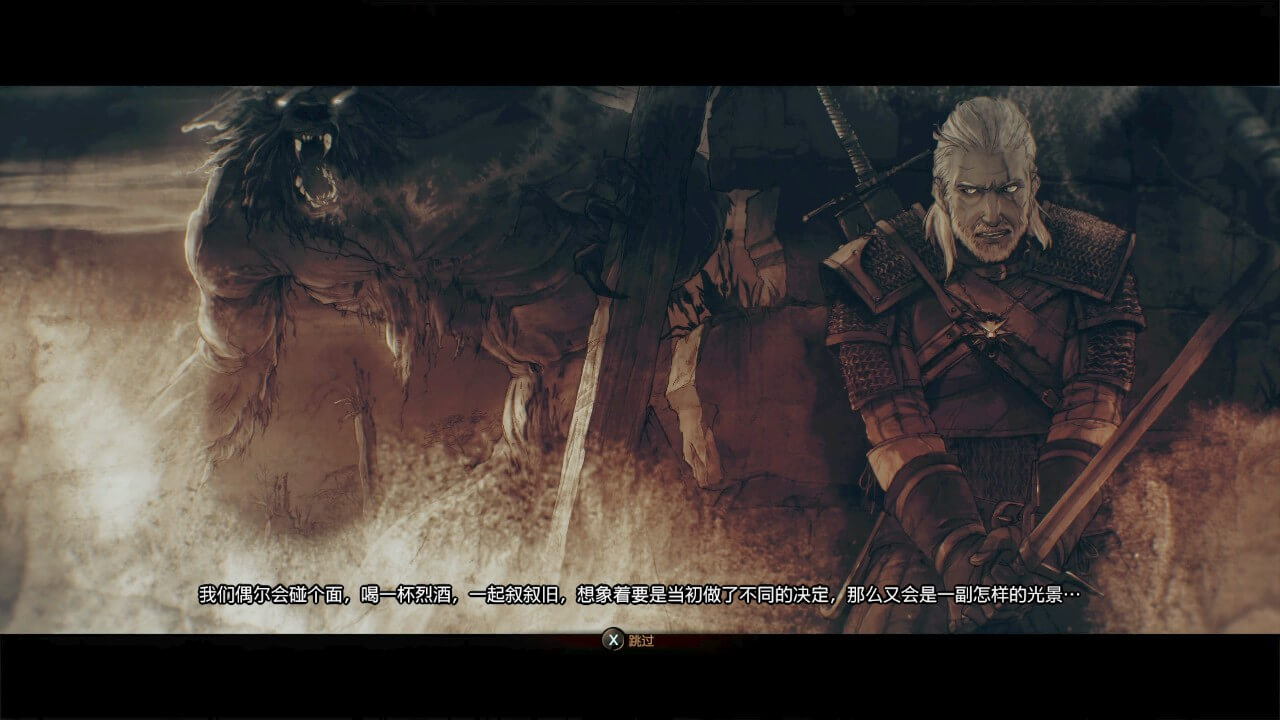 我们偶尔会碰个面，喝一杯烈酒，一起叙叙旧，想象着要是当初做了不同的决定，那么又会是一副怎样的光景…
X 跳过